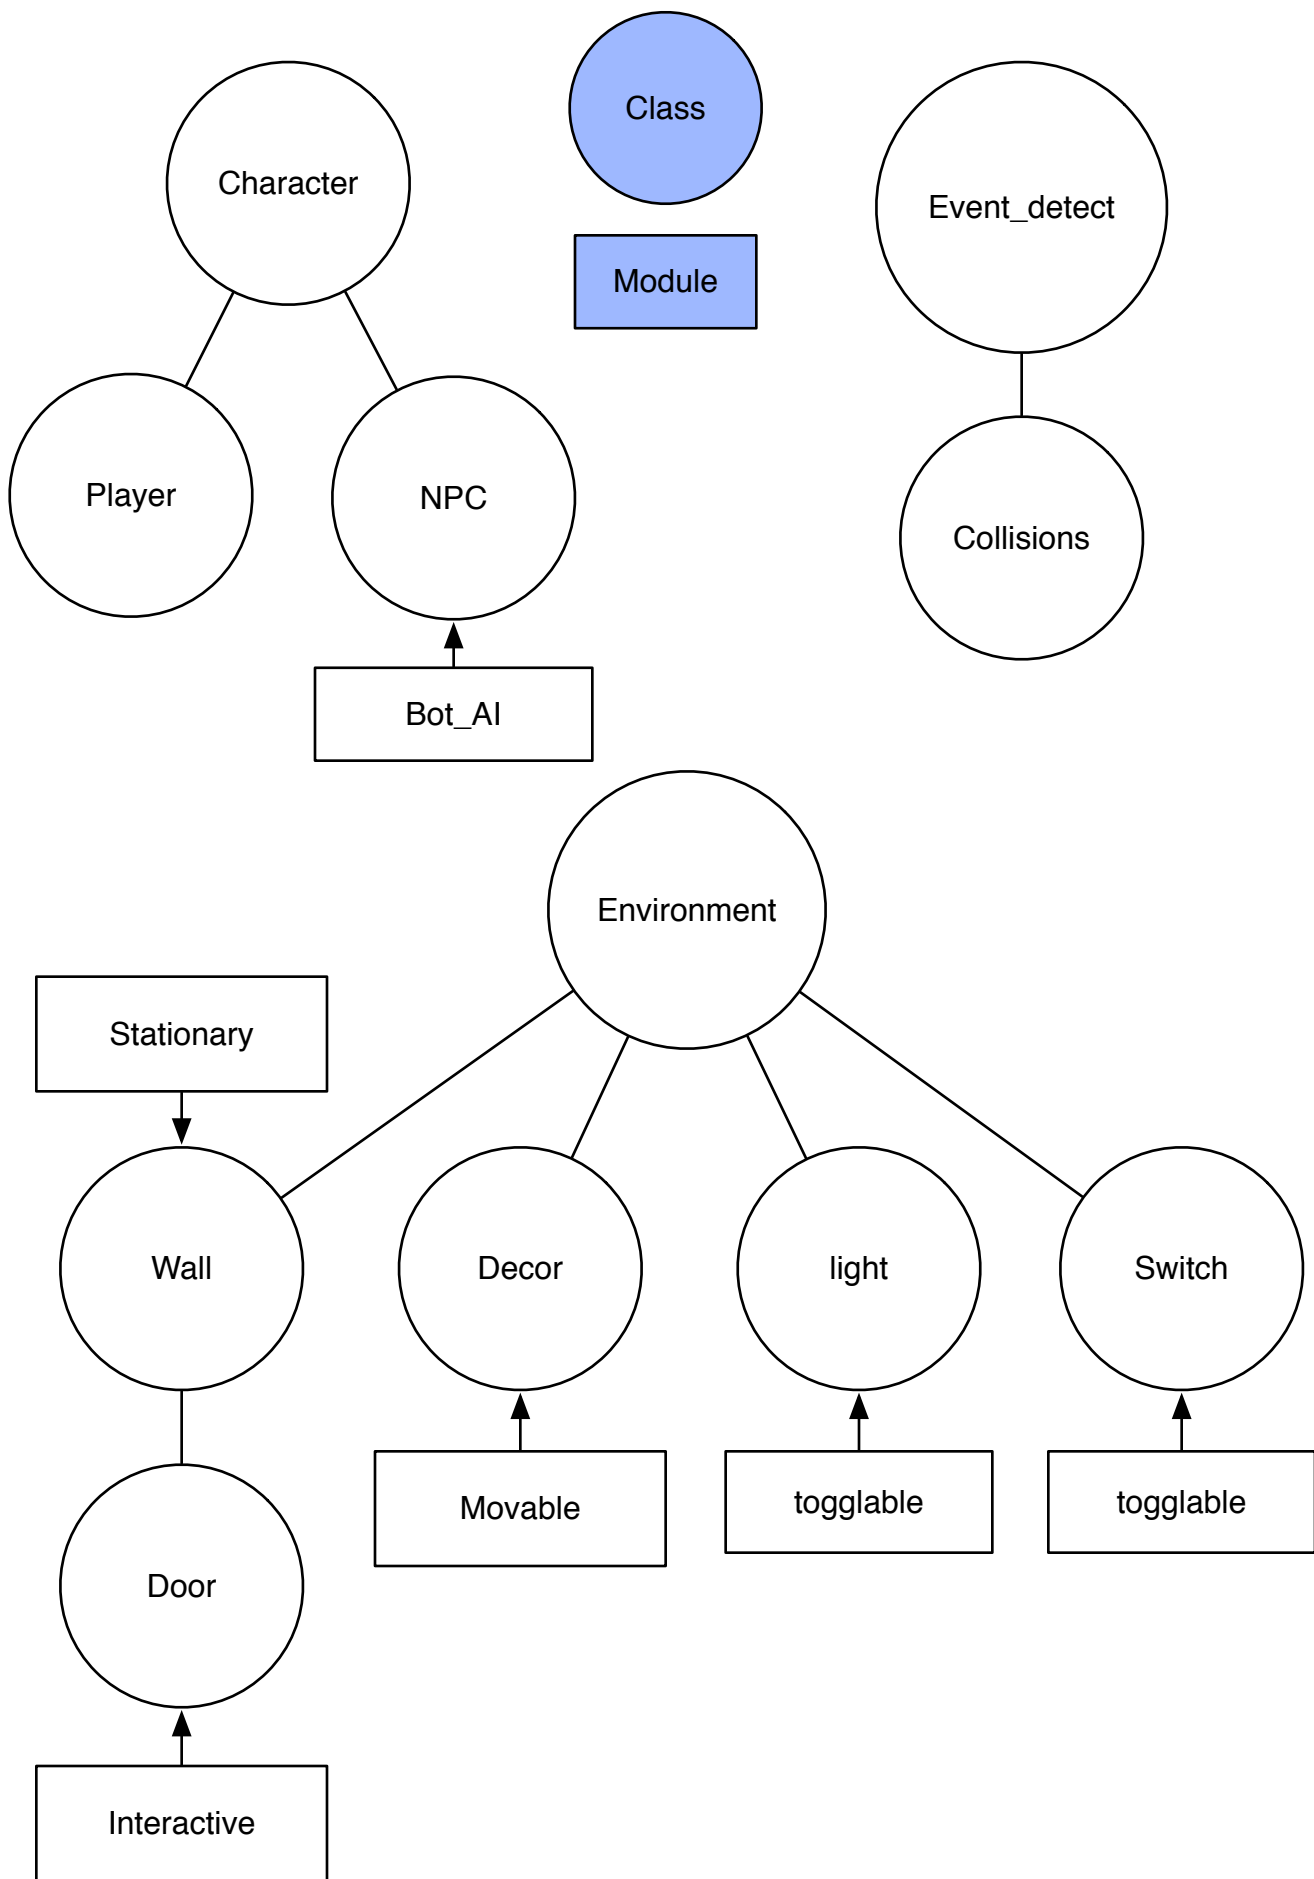 Class
Character
Event_detect
Module
Player
NPC
Collisions
Bot_AI
Environment
Stationary
Wall
Decor
light
Switch
Movable
togglable
togglable
Door
Interactive